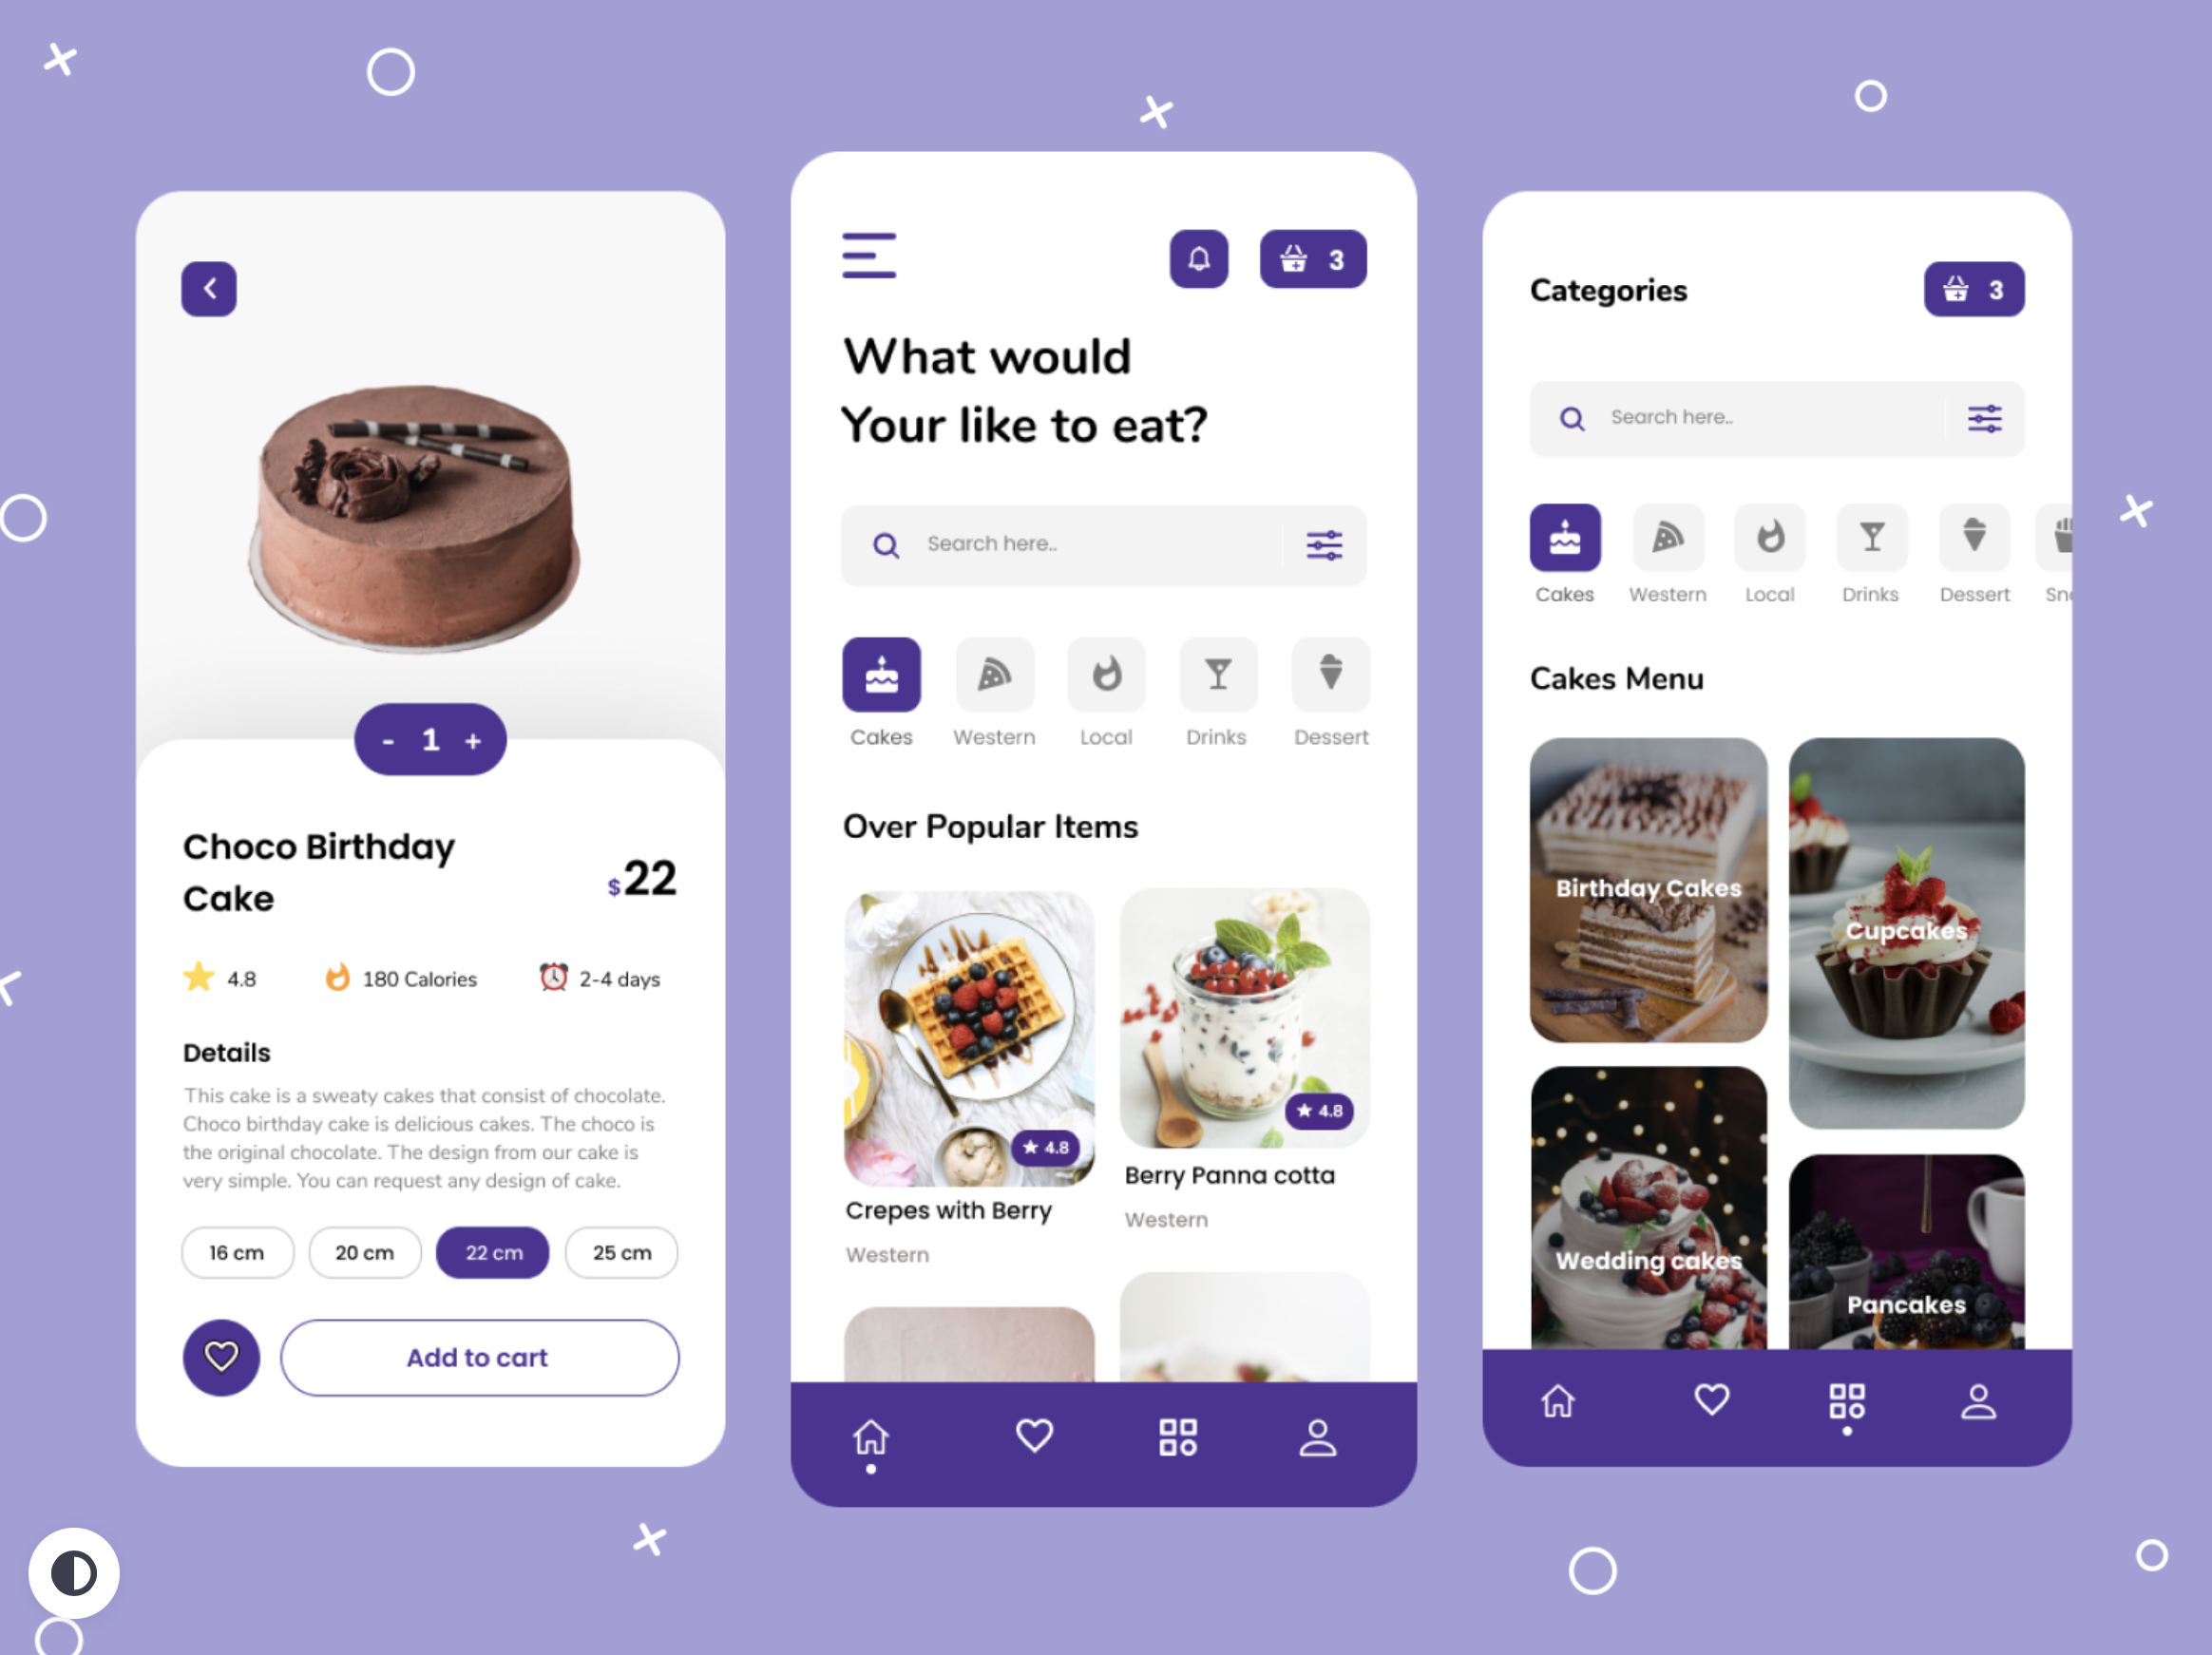 - 1 +
Choco Birthday
Cake
$22
4.8
180 Calories
2-4 days
Details
This cake is a sweaty cakes that consist of chocolate.
Choco birthday cake is delicious cakes. The choco is
the original chocolate. The design from our cake is
very simple. You can request any design of cake.
16 cm
20 cm
22 cm
25 cm
Add to cart
3
What would
Your like to eat?
Search here..
Cakes
Western
Local
Drinks
Dessert
Over Popular Items
4.8
Crepes with Berry
Western
4.8
Berry Panna cotta
Western
Categories
3
Search here..
Cakes
Western
Local
Drinks
Dessert
Cakes Menu
Birthday Cakes
Cupcakes
Wedding cakes
Pancakes